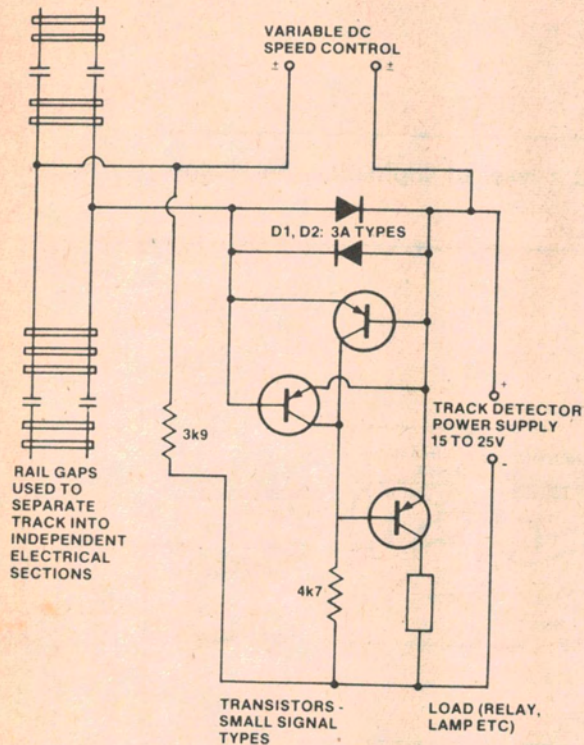 VARIABLE DC
SPEED CONTROL
±
±
D1, D2: 3A TYPES
3k9
+
TRACK DETECTOR
POWER SUPPLY
15 TO 25V
-
RAIL GAPS
USED TO
SEPARATE
TRACK INTO
INDEPENDENT
ELECTRICAL
SECTIONS
4k7
TRANSISTORS -
SMALL SIGNAL
TYPES
LOAD (RELAY,
LAMP ETC)